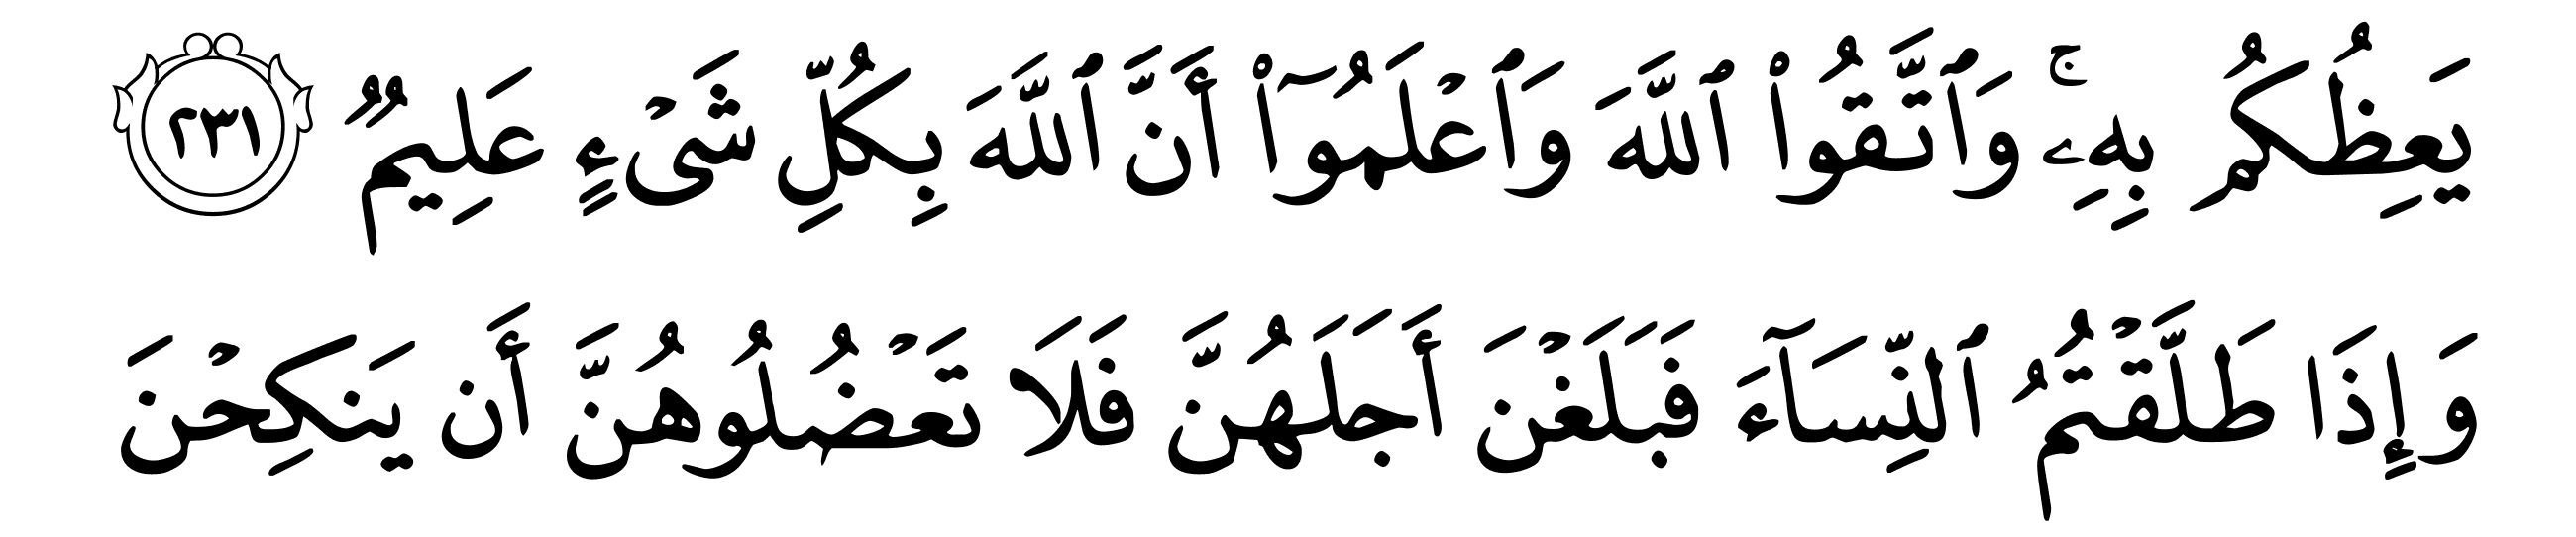 يَعِظُكُم بِهِۦۚ وَٱتَّقُوا۟ ٱللَّهَ وَٱعْلَمُوٓا۟ أَنَّ ٱللَّهَ بِكُلِّ شَىْءٍ عَلِيمٌ ٢٣١
وَإِذَا طَلَّقْتُمُ ٱلنِّسَآءَ فَبَلَغْنَ أَجَلَهُنَّ فَلَا تَعْضُلُوهُنَّ أَن يَنكِحْنَ